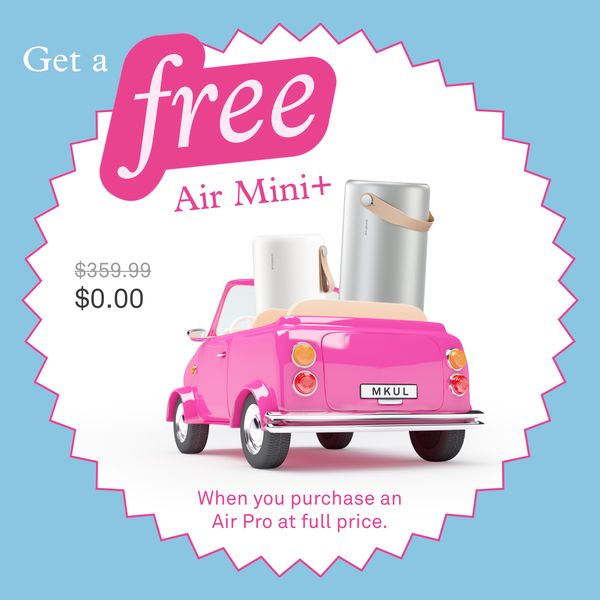 Get a
free
Air Mini+
$359.99
$0.00
MKUL
When you purchase an
Air Pro at full price.